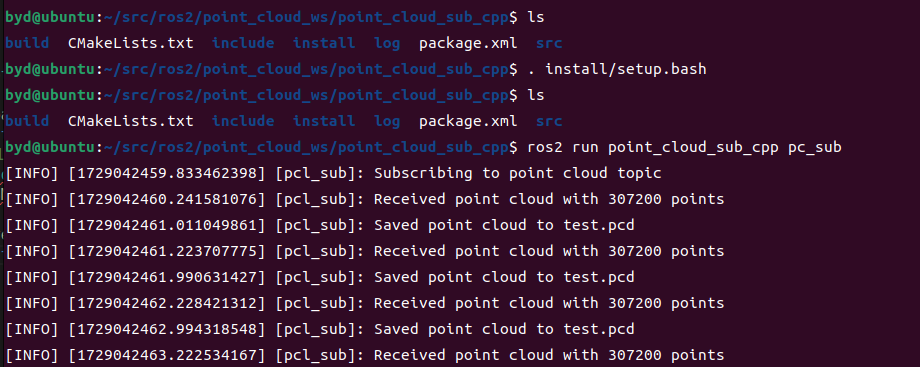 byd@ubuntu:~/src/ros2/point_cloud_ws/point_cloud_sub_cpp$ ls
build  CMakeLists.txt  include  install  log  package.xml  src
byd@ubuntu:~/src/ros2/point_cloud_ws/point_cloud_sub_cpp$ . install/setup.bash
byd@ubuntu:~/src/ros2/point_cloud_ws/point_cloud_sub_cpp$ ls
build  CMakeLists.txt  include  install  log  package.xml  src
byd@ubuntu:~/src/ros2/point_cloud_ws/point_cloud_sub_cpp$ ros2 run point_cloud_sub_cpp pc_sub
[INFO] [1729042459.833462398] [pcl_sub]: Subscribing to point cloud topic
[INFO] [1729042460.241581076] [pcl_sub]: Received point cloud with 307200 points
[INFO] [1729042461.011049861] [pcl_sub]: Saved point cloud to test.pcd
[INFO] [1729042461.223707775] [pcl_sub]: Received point cloud with 307200 points
[INFO] [1729042461.990631427] [pcl_sub]: Saved point cloud to test.pcd
[INFO] [1729042462.228421312] [pcl_sub]: Received point cloud with 307200 points
[INFO] [1729042462.994318548] [pcl_sub]: Saved point cloud to test.pcd
[INFO] [1729042463.222534167] [pcl_sub]: Received point cloud with 307200 points